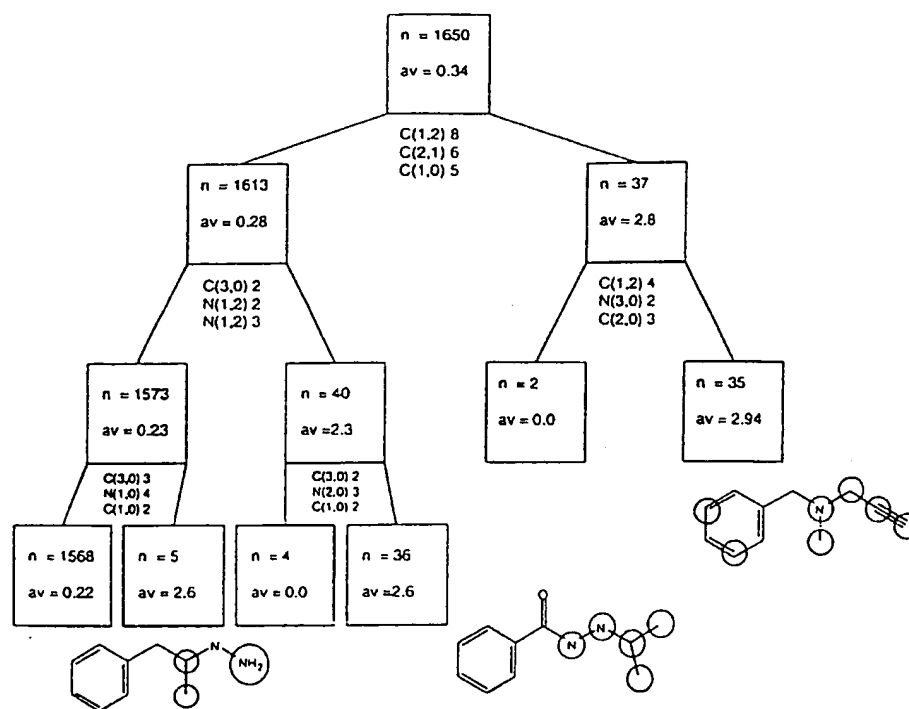 n = 1650
av = 0.34
C(1,2) 8
C(2,1) 6
C(1,0) 5
n = 1613
av = 0.28
n = 37
av = 2.8
C(3,0) 2
N(1,2) 2
N(1,2) 3
C(1,2) 4
N(3,0) 2
C(2,0) 3
n = 1573
av = 0.23
n = 40
av =2.3
n = 2
av = 0.0
n = 35
av = 2.94
C(3,0) 3
N(1,0) 4
C(1,0) 2
C(3,0) 2
N(2,0) 3
C(1,0) 2
n = 1568
av = 0.22
n = 5
av = 2.6
n = 4
av = 0.0
n = 36
av =2.6
N
O
N
N
N
NH₂